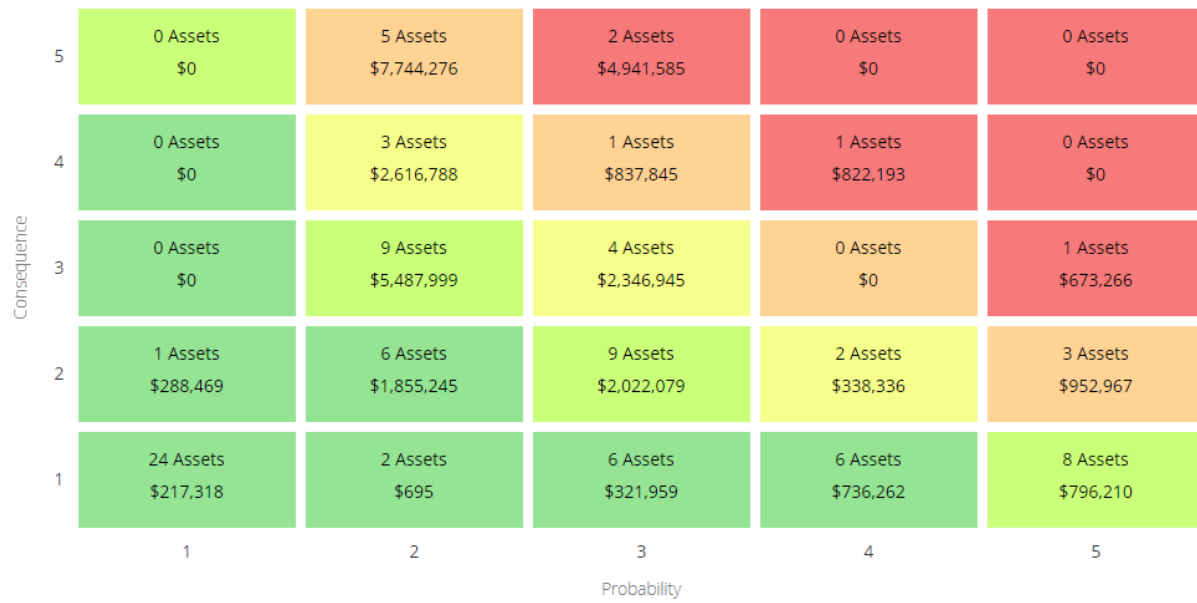 Consequence
5
0 Assets
$0
5 Assets
$7,744,276
2 Assets
$4,941,585
0 Assets
$0
0 Assets
$0
4
0 Assets
$0
3 Assets
$2,616,788
1 Assets
$837,845
1 Assets
$822,193
0 Assets
$0
3
0 Assets
$0
9 Assets
$5,487,999
4 Assets
$2,346,945
0 Assets
$0
1 Assets
$673,266
2
1 Assets
$288,469
6 Assets
$1,855,245
9 Assets
$2,022,079
2 Assets
$338,336
3 Assets
$952,967
1
24 Assets
$217,318
2 Assets
$695
6 Assets
$321,959
6 Assets
$736,262
8 Assets
$796,210
1
2
3
4
5
Probability